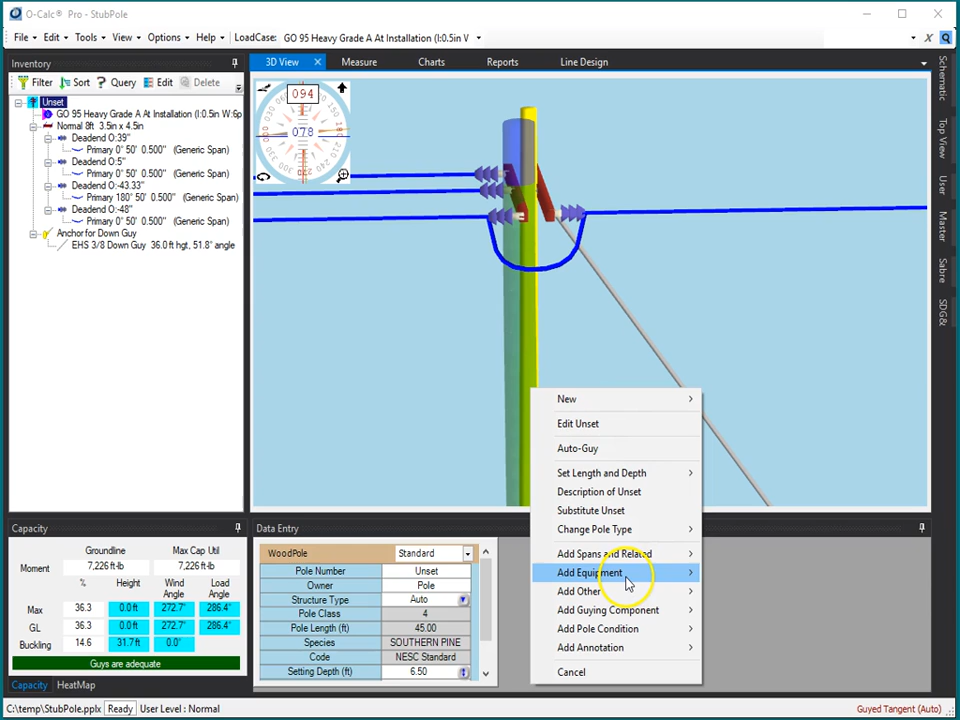 O-Calc® Pro - StubPole
File Edit Tools View Options Help LoadCase: GO 95 Heavy Grade A At Installation (I:0.5in V
X
Inventory
3D View X Measure Charts Reports Line Design
Filter Sort ? Query Edit Delete
Unset
GO 95 Heavy Grade A At Installation (I:0.5in W:6p
Normal 8ft 3.5in x 4.5in
Deadend O:39"
Primary 0° 50' 0.500" (Generic Span)
Deadend O:5"
Primary 0° 50' 0.500" (Generic Span)
Deadend O:-43.33"
Primary 180° 50' 0.500" (Generic Span)
Deadend O:-48"
Primary 0° 50' 0.500" (Generic Span)
Anchor for Down Guy
EHS 3/8 Down Guy 36.0ft hgt, 51.8° angle
094
078
000
Schematic
Top View
User
Master
Sabre
SDG&
New
Edit Unset
Auto-Guy
Set Length and Depth
Description of Unset
Substitute Unset
Change Pole Type
Add Spans and Related
Add Equipment
Add Other
Add Guying Component
Add Pole Condition
Add Annotation
Cancel
Capacity
Groundline Max Cap Util
Moment 7,226 ft-lb 7,226 ft-lb
% Height Wind Angle Load Angle
Max 36.3 0.0 ft 272.7° 286.4°
GL 36.3 0.0 ft 272.7° 286.4°
Buckling 14.6 31.7ft 0.0°
Guys are adequate
Capacity HeatMap
Data Entry
WoodPole Standard
Pole Number Unset
Owner Pole
Structure Type Auto
Pole Class 4
Pole Length (ft) 45.00
Species SOUTHERN PINE
Code NESC Standard
Setting Depth (ft) 6.50
C:\temp\StubPole.pplx Ready User Level: Normal
Guyed Tangent (Auto)